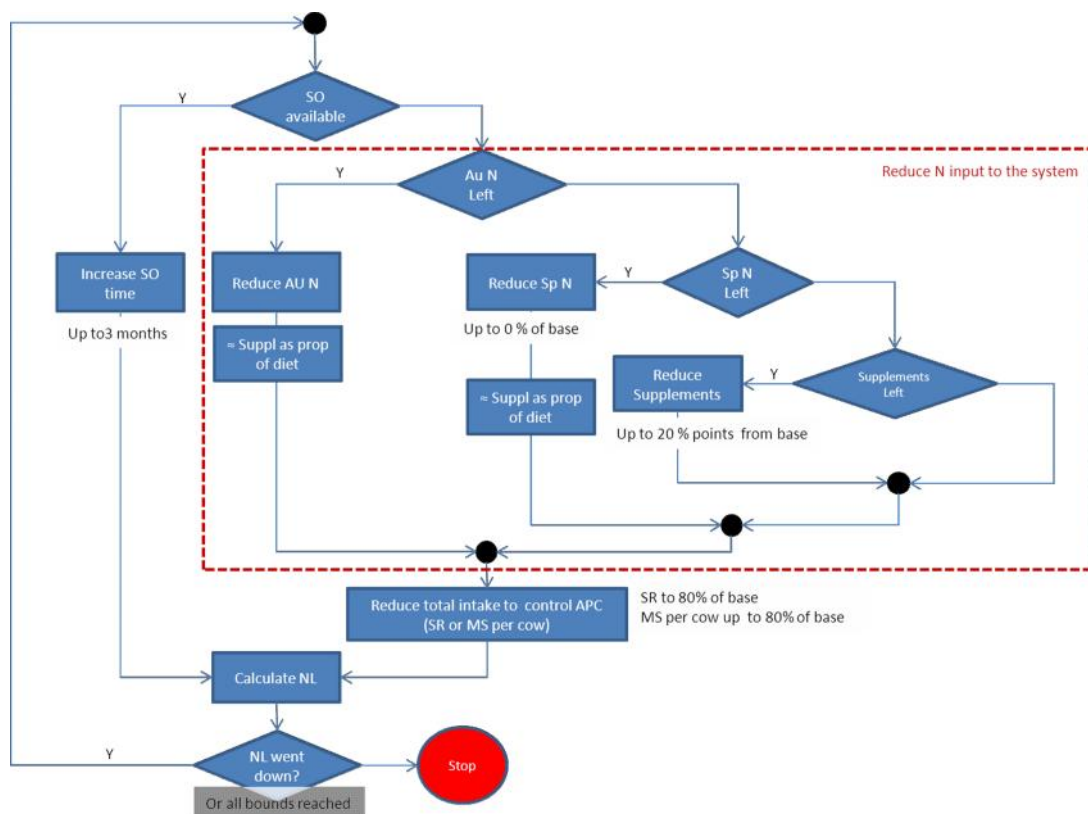 Y
SO
available
Reduce N input to the system
Y
Au N
Left
Increase SO
time
Up to3 months
Reduce AU N
= Suppl as prop
of diet
Reduce Sp N
Y
Sp N
Left
Up to 0 % of base
= Suppl as prop
of diet
Reduce
Supplements
Y
Supplements
Left
Up to 20 % points from base
Reduce total intake to control APC
(SR or MS per cow)
SR to 80% of base
MS per cow up to 80% of base
Calculate NL
Y
NL went
down?
Or all bounds reached
Stop